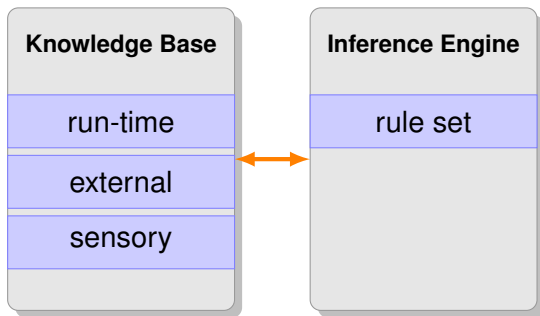 Knowledge Base
run-time
external
sensory
Inference Engine
rule set